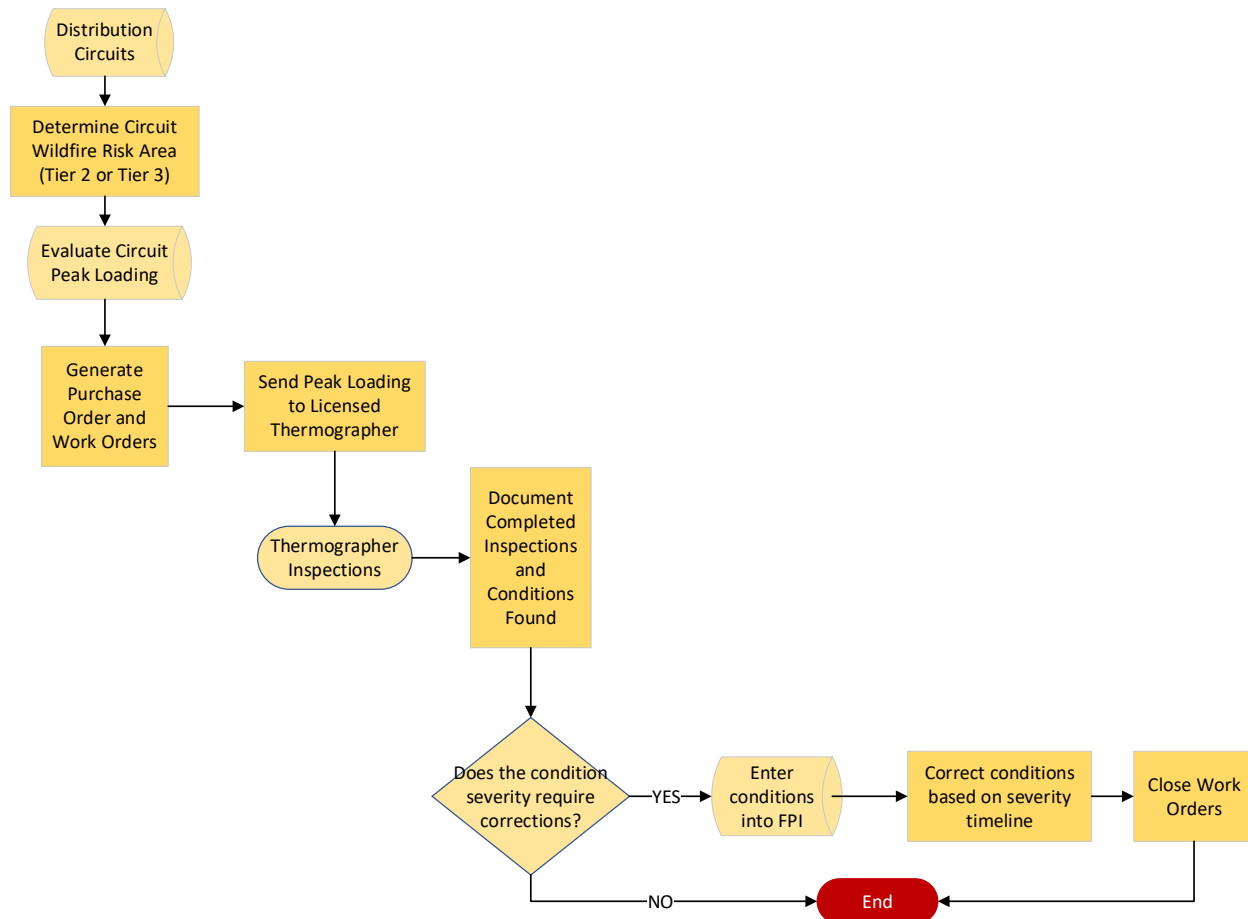 Distribution
Circuits
Determine Circuit
Wildfire Risk Area
(Tier 2 or Tier 3)
Evaluate Circuit
Peak Loading
Generate
Purchase
Order and
Work Orders
Send Peak Loading
to Licensed
Thermographer
Thermographer
Inspections
Document
Completed
Inspections
and
Conditions
Found
Does the condition
severity require
corrections?
YES
Enter
conditions
into FPI
Correct conditions
based on severity
timeline
Close Work
Orders
NO
End